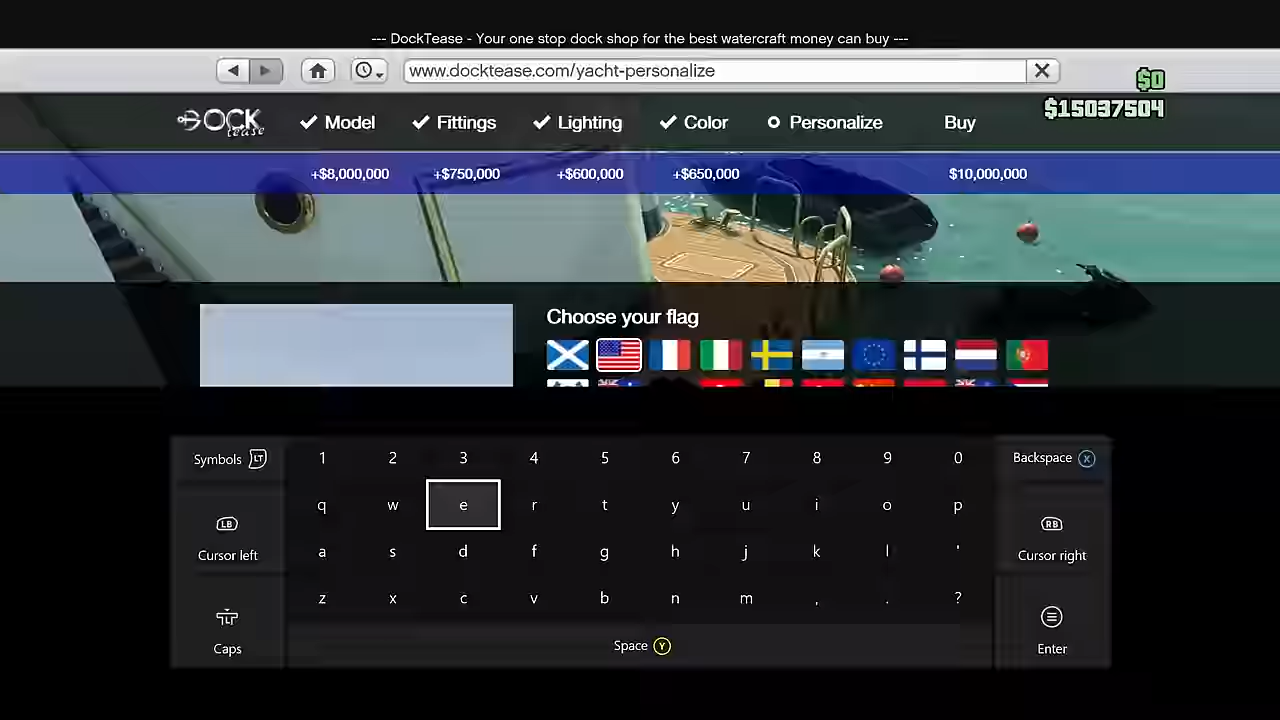 --- DockTease - Your one stop dock shop for the best watercraft money can buy ---
www.docktease.com/yacht-personalize
$0
$15037504
DOCK tease
Model Fittings Lighting Color Personalize Buy
+$8,000,000 +$750,000 +$600,000 +$650,000 $10,000,000
Choose your flag
Symbols LT 1 2 3 4 5 6 7 8 9 0 Backspace X
q w e r t y u i o p
LB RB
Cursor left a s d f g h j k l ' Cursor right
z x c v b n m , . ?
Caps Space Y Enter